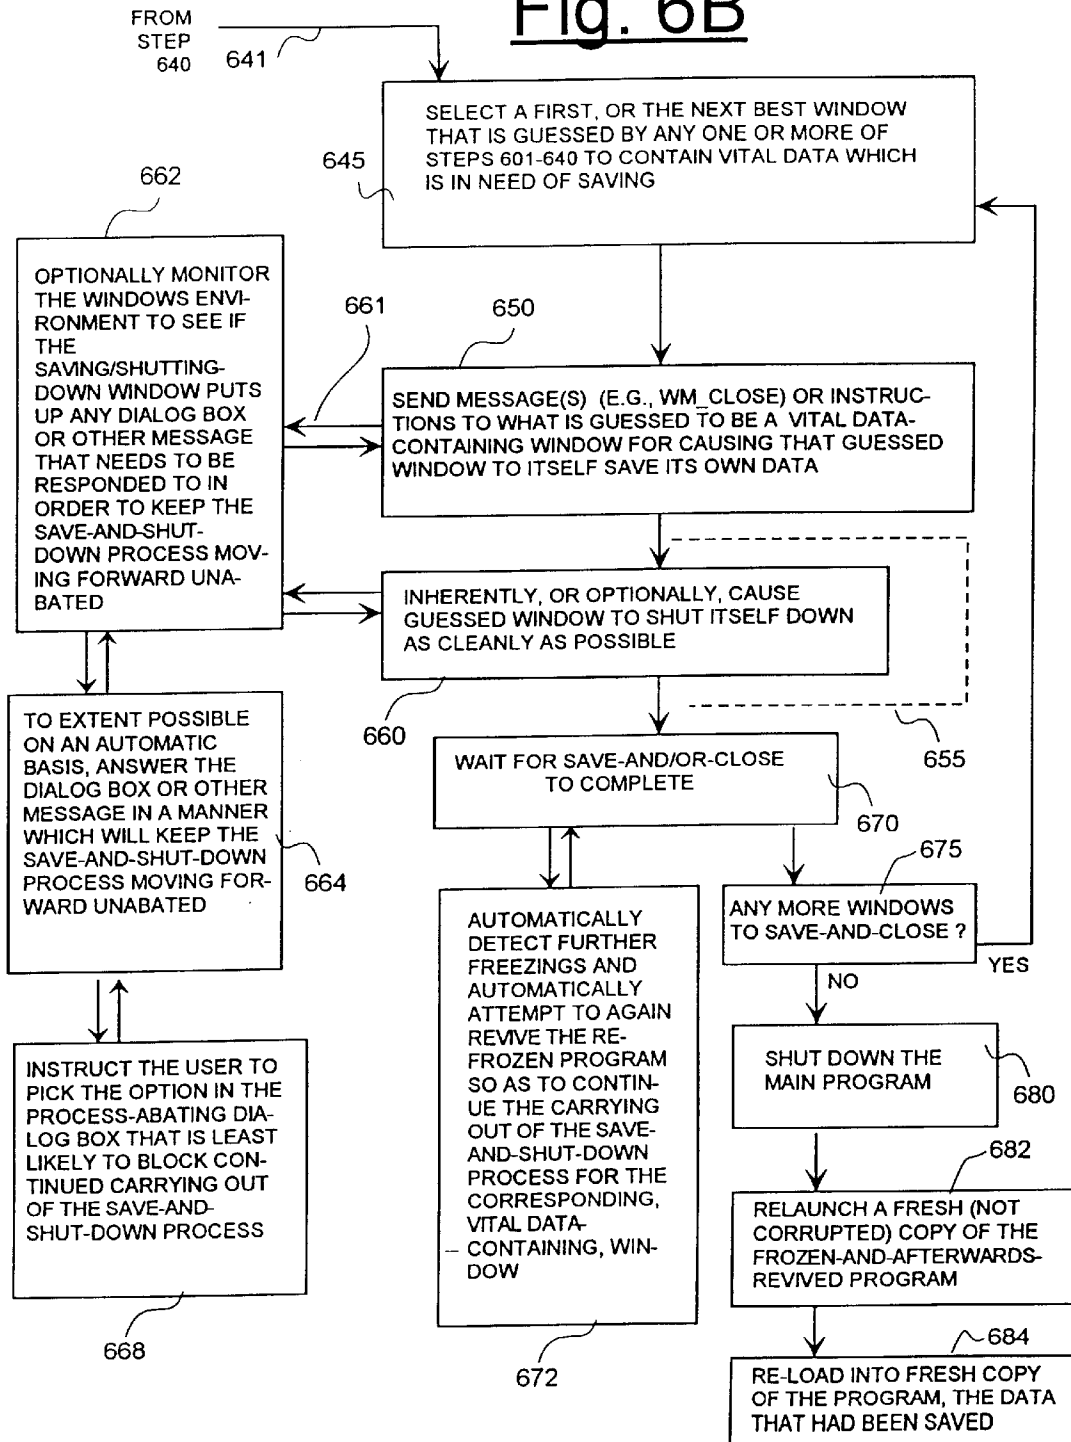 Fig. 6B
FROM
STEP
640
641
645
SELECT A FIRST, OR THE NEXT BEST WINDOW
THAT IS GUESSED BY ANY ONE OR MORE OF
STEPS 601-640 TO CONTAIN VITAL DATA WHICH
IS IN NEED OF SAVING
662
OPTIONALLY MONITOR
THE WINDOWS ENVI-
RONMENT TO SEE IF
THE
SAVING/SHUTTING-
DOWN WINDOW PUTS
UP ANY DIALOG BOX
OR OTHER MESSAGE
THAT NEEDS TO BE
RESPONDED TO IN
ORDER TO KEEP THE
SAVE-AND-SHUT-
DOWN PROCESS MOV-
ING FORWARD UNA-
BATED
661
650
SEND MESSAGE(S) (E.G., WM_CLOSE) OR INSTRUC-
TIONS TO WHAT IS GUESSED TO BE A VITAL DATA-
CONTAINING WINDOW FOR CAUSING THAT GUESSED
WINDOW TO ITSELF SAVE ITS OWN DATA
INHERENTLY, OR OPTIONALLY, CAUSE
GUESSED WINDOW TO SHUT ITSELF DOWN
AS CLEANLY AS POSSIBLE
660
655
TO EXTENT POSSIBLE
ON AN AUTOMATIC
BASIS, ANSWER THE
DIALOG BOX OR OTHER
MESSAGE IN A MANNER
WHICH WILL KEEP THE
SAVE-AND-SHUT-DOWN
PROCESS MOVING FOR-
WARD UNABATED
664
WAIT FOR SAVE-AND/OR-CLOSE
TO COMPLETE
670
675
ANY MORE WINDOWS
TO SAVE-AND-CLOSE ?
YES
NO
AUTOMATICALLY
DETECT FURTHER
FREEZINGS AND
AUTOMATICALLY
ATTEMPT TO AGAIN
REVIVE THE RE-
FROZEN PROGRAM
SO AS TO CONTIN-
UE THE CARRYING
OUT OF THE SAVE-
AND-SHUT-DOWN
PROCESS FOR THE
CORRESPONDING,
VITAL DATA-
CONTAINING, WIN-
DOW
672
INSTRUCT THE USER TO
PICK THE OPTION IN THE
PROCESS-ABATING DIA-
LOG BOX THAT IS LEAST
LIKELY TO BLOCK CON-
TINUED CARRYING OUT
OF THE SAVE-AND-
SHUT-DOWN PROCESS
668
SHUT DOWN THE
MAIN PROGRAM
680
682
RELAUNCH A FRESH (NOT
CORRUPTED) COPY OF THE
FROZEN-AND-AFTERWARDS-
REVIVED PROGRAM
684
RE-LOAD INTO FRESH COPY
OF THE PROGRAM, THE DATA
THAT HAD BEEN SAVED